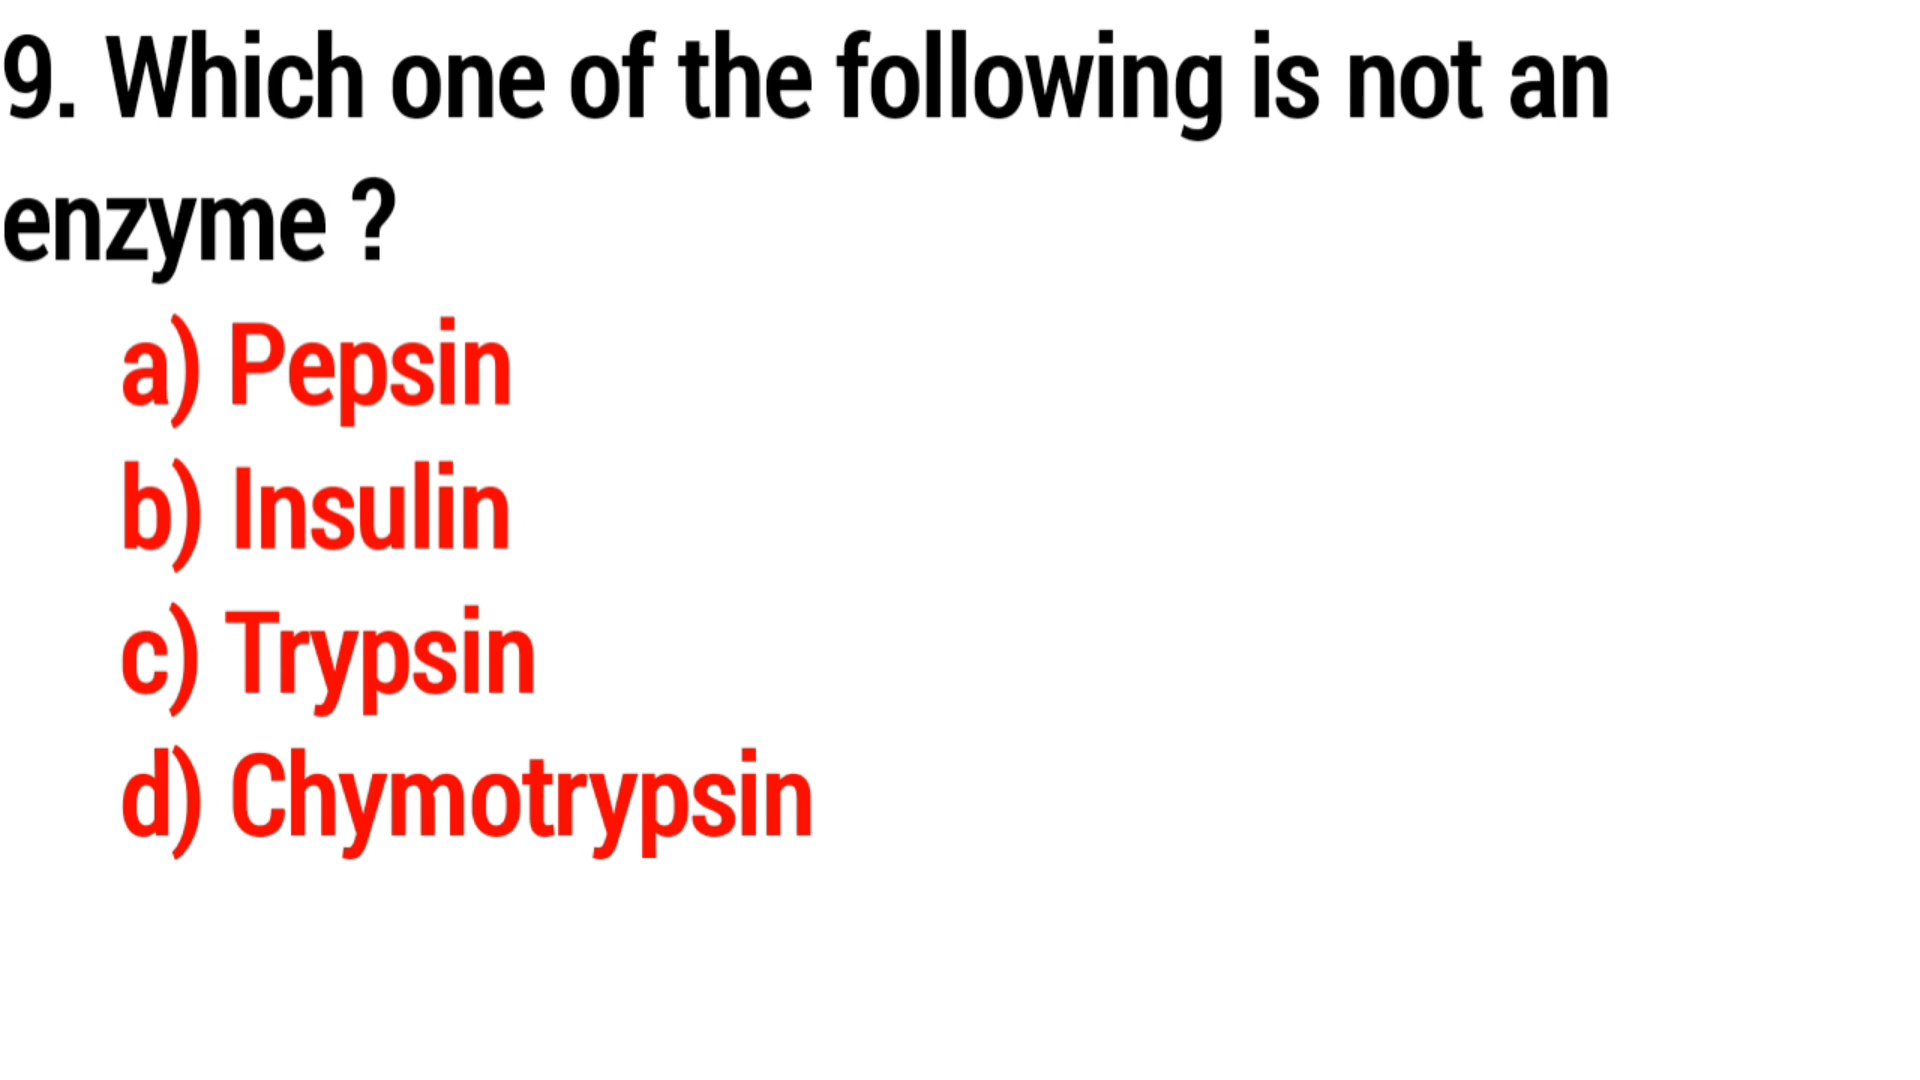 9. Which one of the following is not an
enzyme ?
a) Pepsin
b) Insulin
c) Trypsin
d) Chymotrypsin